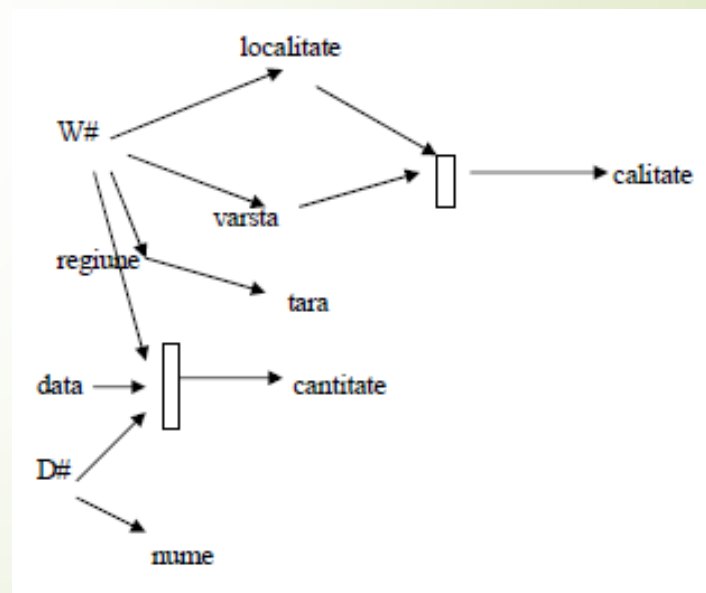 localitate
W#
calitate
varsta
regiune
tara
data
cantitate
D#
nume